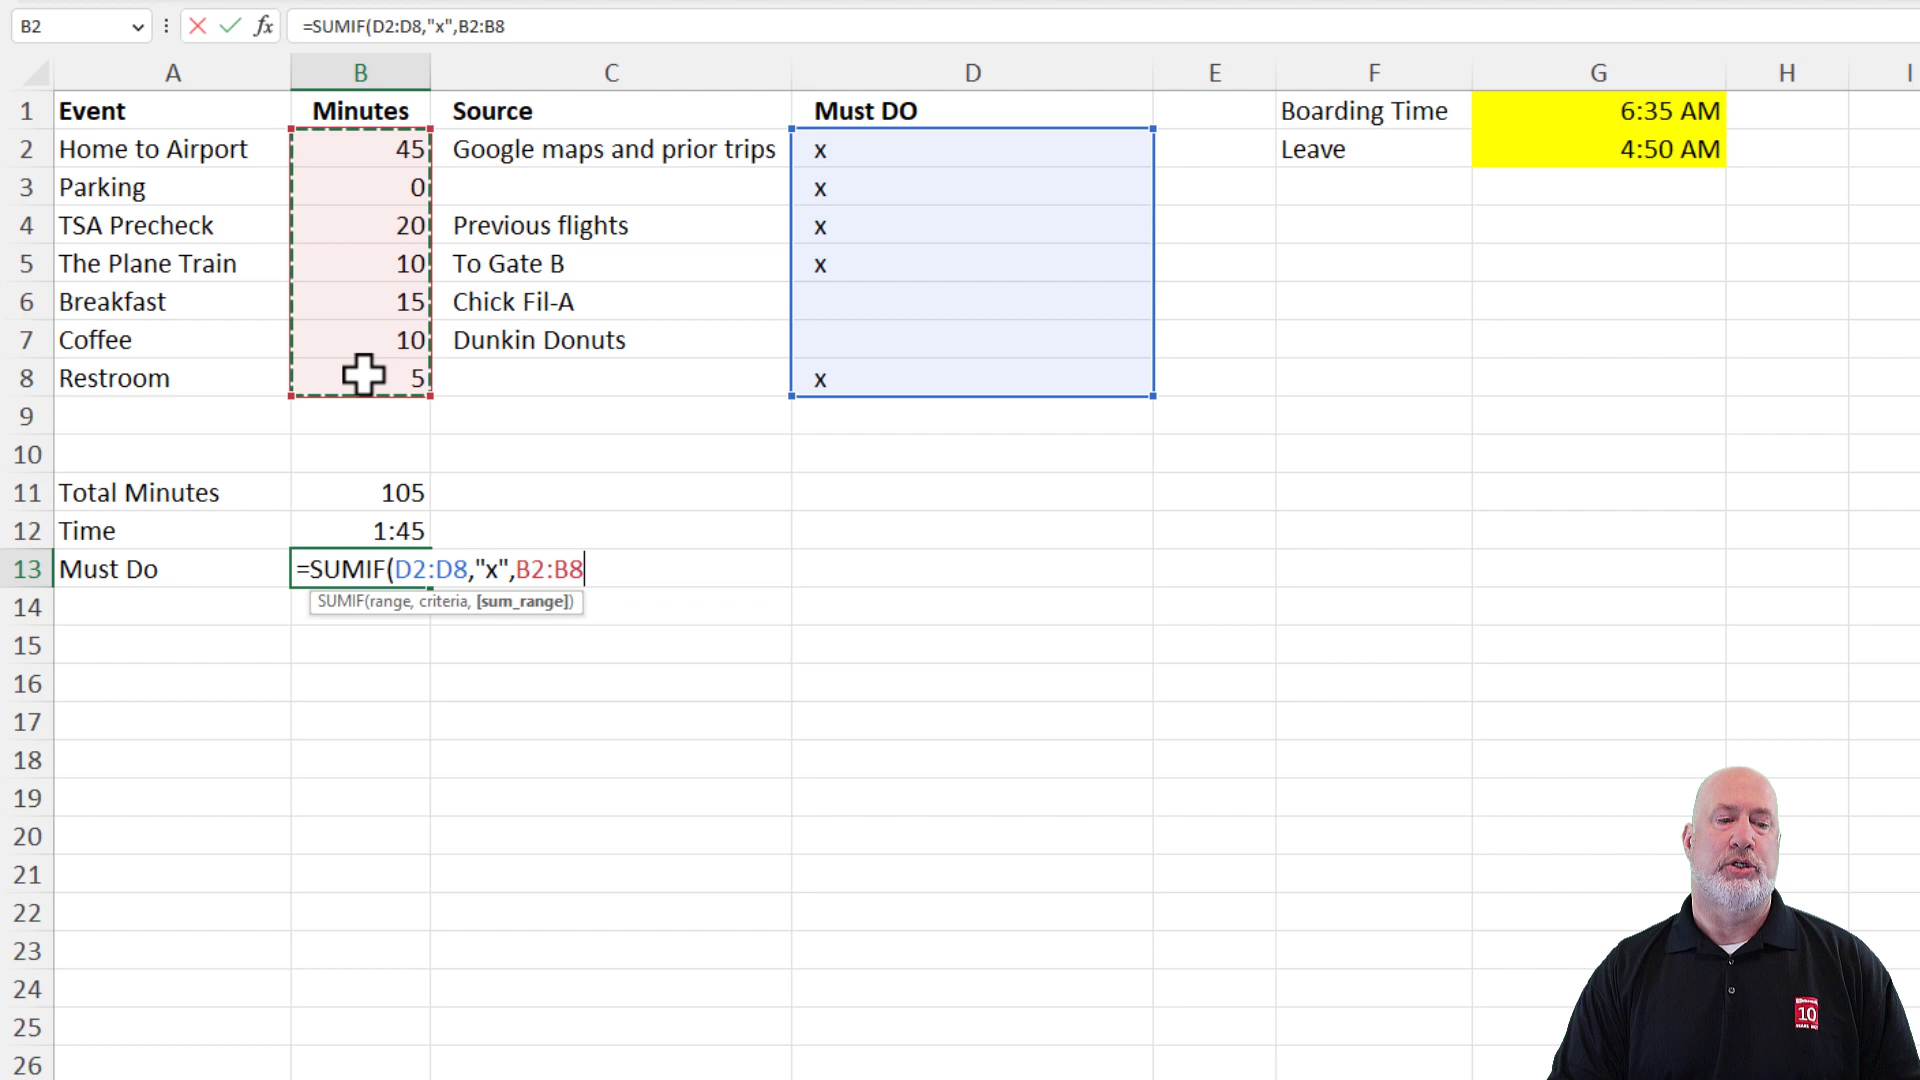 B2 =SUMIF(D2:D8,"x",B2:B8
A B C D E F G H I
1 Event Minutes Source Must DO Boarding Time 6:35 AM
2 Home to Airport 45 Google maps and prior trips x Leave 4:50 AM
3 Parking 0 x
4 TSA Precheck 20 Previous flights x
5 The Plane Train 10 To Gate B x
6 Breakfast 15 Chick Fil-A
7 Coffee 10 Dunkin Donuts
8 Restroom 5 x
9
10
11 Total Minutes 105
12 Time 1:45
13 Must Do =SUMIF(D2:D8,"x",B2:B8
14 SUMIF(range, criteria, [sum_range])
15
16
17
18
19
20
21
22
23
24
25
26
10